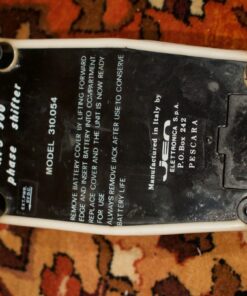 phase shifter
MODEL 310.054
REMOVE BATTERY COVER BY LIFTING FORWARD
EDGE AND INSERT BATTERY INTO COMPARTMENT.
REPLACE COVER AND THE UNIT IS NOW READY
FOR USE
ALWAYS REMOVE JACK AFTER USE TO CONSERVE
BATTERY LIFE
Manufactured in Italy by
JEN
ELETTRONICA S.p.A.
P.O.Box 242
PESCARA